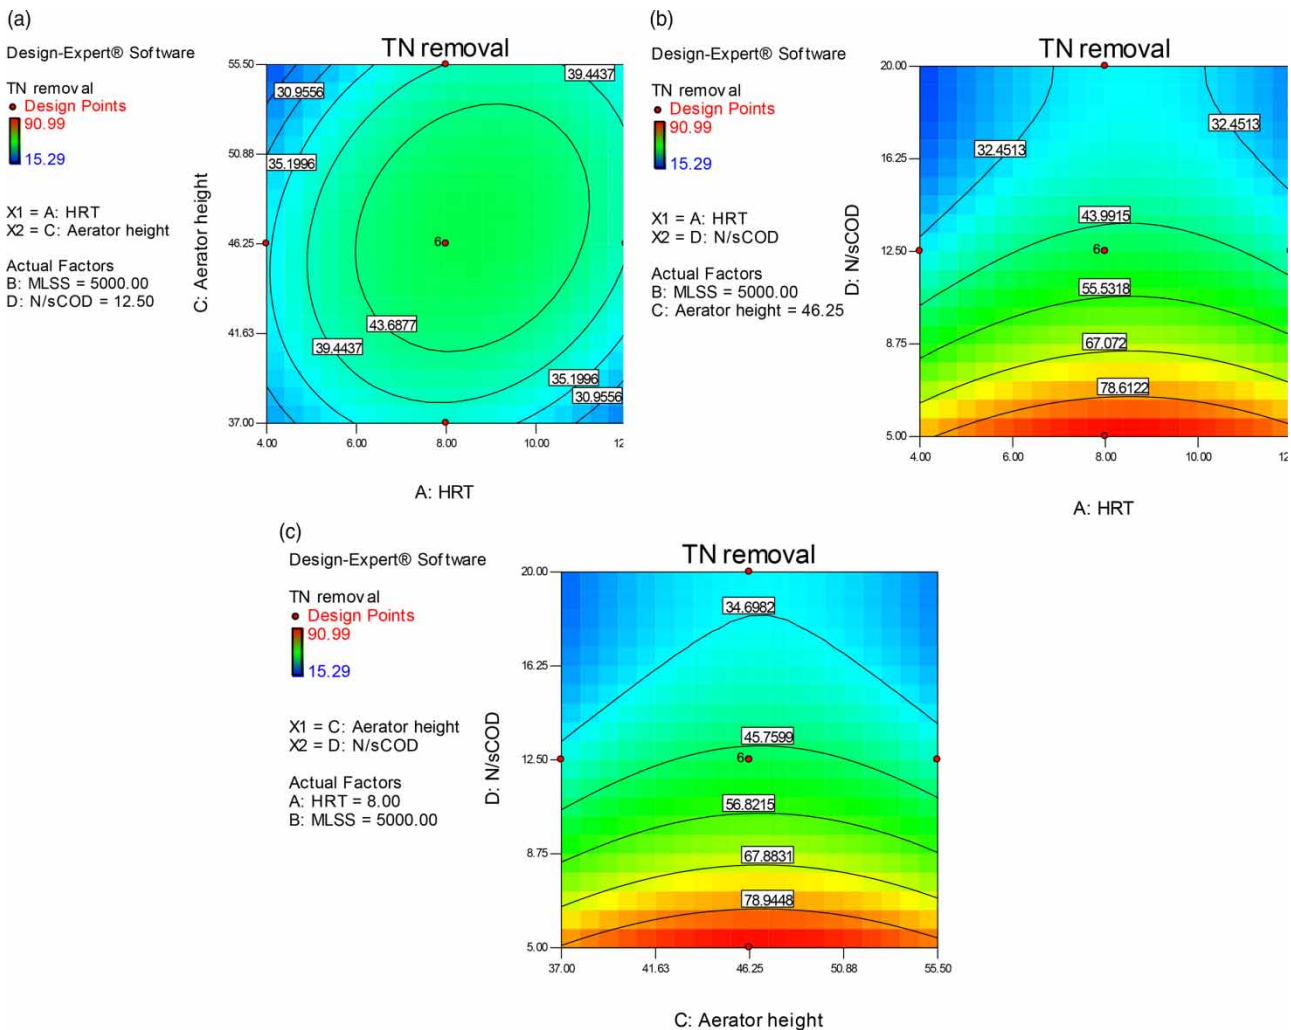 (a)
Design-Expert® Software
TN removal
Design Points
90.99
15.29
X1 = A: HRT
X2 = C: Aerator height
Actual Factors
B: MLSS = 5000.00
D: N/sCOD = 12.50
TN removal
C: Aerator height
55.50
50.88
46.25
41.63
37.00
4.00
6.00
8.00
10.00
12
A: HRT
30.9556
39.4437
35.1996
6
43.6877
39.4437
35.1996
30.9556
(b)
Design-Expert® Software
TN removal
Design Points
90.99
15.29
X1 = A: HRT
X2 = D: N/sCOD
Actual Factors
B: MLSS = 5000.00
C: Aerator height = 46.25
TN removal
D: N/sCOD
20.00
16.25
12.50
8.75
5.00
4.00
6.00
8.00
10.00
12
A: HRT
32.4513
32.4513
43.9915
6
55.5318
67.072
78.6122
(c)
Design-Expert® Software
TN removal
Design Points
90.99
15.29
X1 = C: Aerator height
X2 = D: N/sCOD
Actual Factors
A: HRT = 8.00
B: MLSS = 5000.00
TN removal
D: N/sCOD
20.00
16.25
12.50
8.75
5.00
37.00
41.63
46.25
50.88
55.50
C: Aerator height
34.6982
45.7599
6
56.8215
67.8831
78.9448